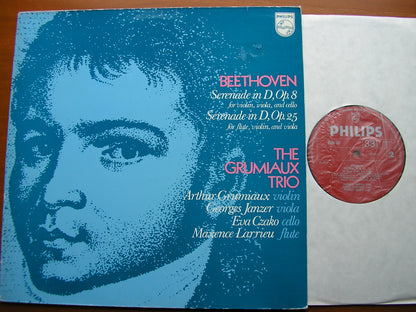 PHILIPS
BEETHOVEN
Serenade in D, Op. 8
for violin, viola, and cello
Serenade in D, Op. 25
for flute, violin, and viola
THE
GRUMIAUX
TRIO
Arthur Grumiaux violin
Georges Janzer viola
Eva Czako cello
Maxence Larrieu flute
PHILIPS
33